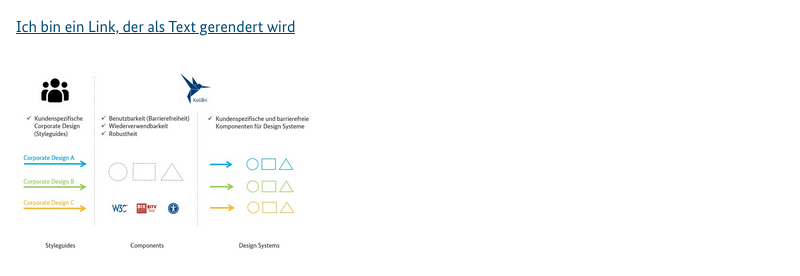 Ich bin ein Link, der als Text gerendert wird
KoliBri
✓ Kundenspezifische
Corporate Design
(Styleguides)
✓ Benutzbarkeit (Barrierefreiheit)
✓ Wiederverwendbarkeit
✓ Robustheit
✓ Kundenspezifische und barrierefreie
Komponenten für Design Systeme
Corporate Design A
Corporate Design B
Corporate Design C
W3C
BIK BITV
Styleguides
Components
Design Systems